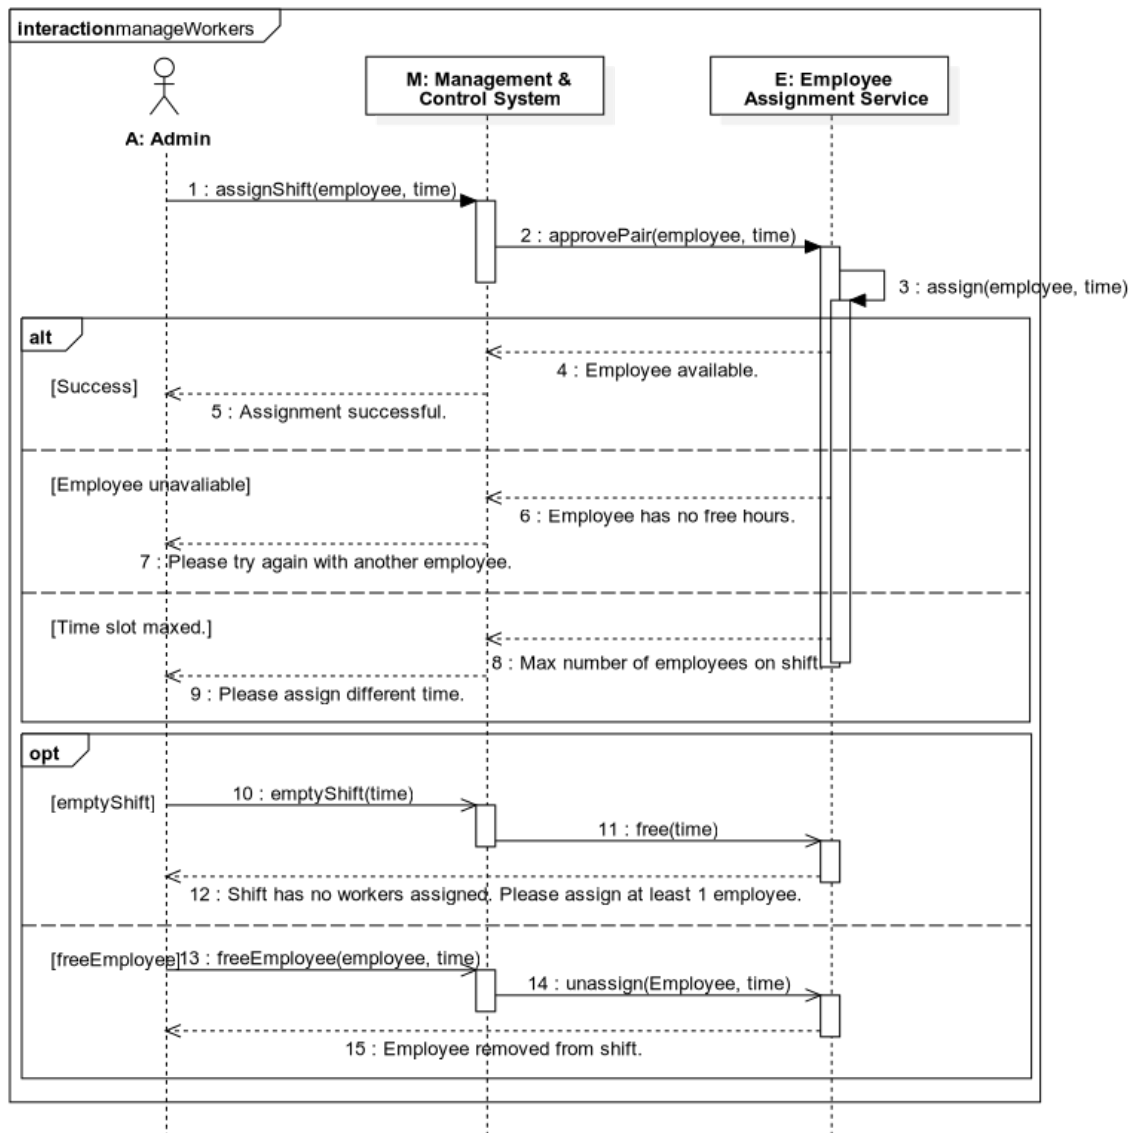 interactionmanageWorkers
M: Management &
Control System
E: Employee
Assignment Service
A: Admin
1 : assignShift(employee, time)
2 : approvePair(employee, time)
3 : assign(employee, time)
alt
4 : Employee available.
[Success]
5 : Assignment successful.
[Employee unavaliable]
6 : Employee has no free hours.
7 : Please try again with another employee.
[Time slot maxed.]
8 : Max number of employees on shift.
9 : Please assign different time.
opt
[emptyShift]
10 : emptyShift(time)
11 : free(time)
12 : Shift has no workers assigned. Please assign at least 1 employee.
[freeEmployee]
13 : freeEmployee(employee, time)
14 : unassign(Employee, time)
15 : Employee removed from shift.